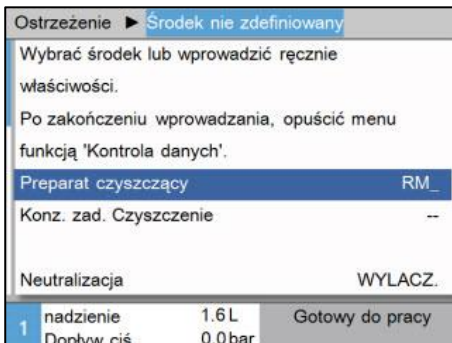 Ostrzeżenie ► Środek nie zdefiniowany
Wybrać środek lub wprowadzić ręcznie
właściwości.
Po zakończeniu wprowadzania, opuścić menu
funkcją 'Kontrola danych'.
Preparat czyszczący RM_
Konz. zad. Czyszczenie --
Neutralizacja WYLACZ.
1 nadzienie 1.6 L Gotowy do pracy
Dopływ ciś 0.0 bar